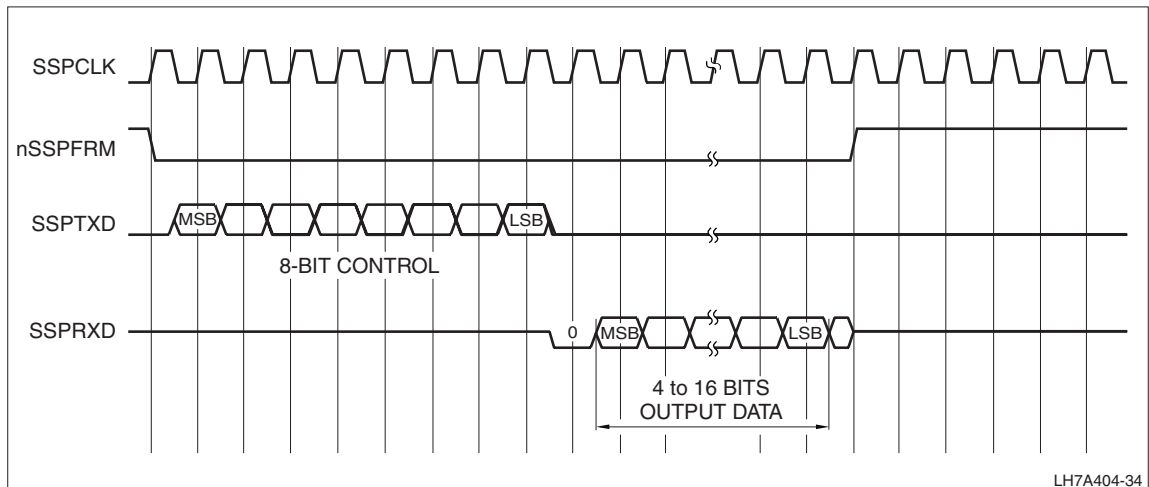 SSPCLK
nSSPFRM
SSPTXD
MSB
LSB
8-BIT CONTROL
SSPRXD
0
MSB
LSB
4 to 16 BITS
OUTPUT DATA
LH7A404-34